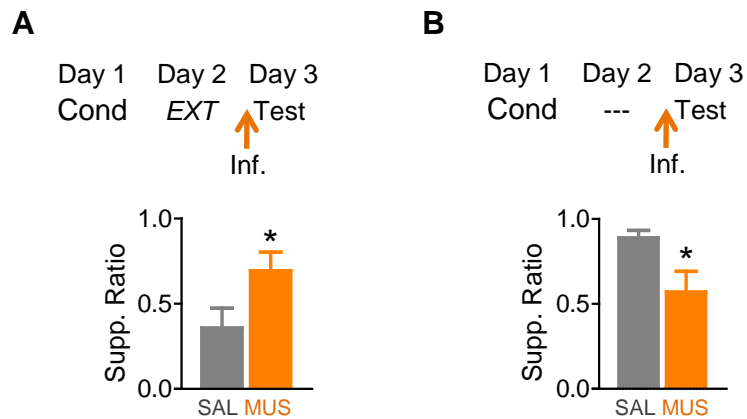 A
Day 1 Day 2 Day 3
Cond EXT Test
Inf.
Supp. Ratio
1.0
*
0.5
0.0
SAL MUS
B
Day 1 Day 2 Day 3
Cond --- Test
Inf.
Supp. Ratio
1.0
*
0.5
0.0
SAL MUS